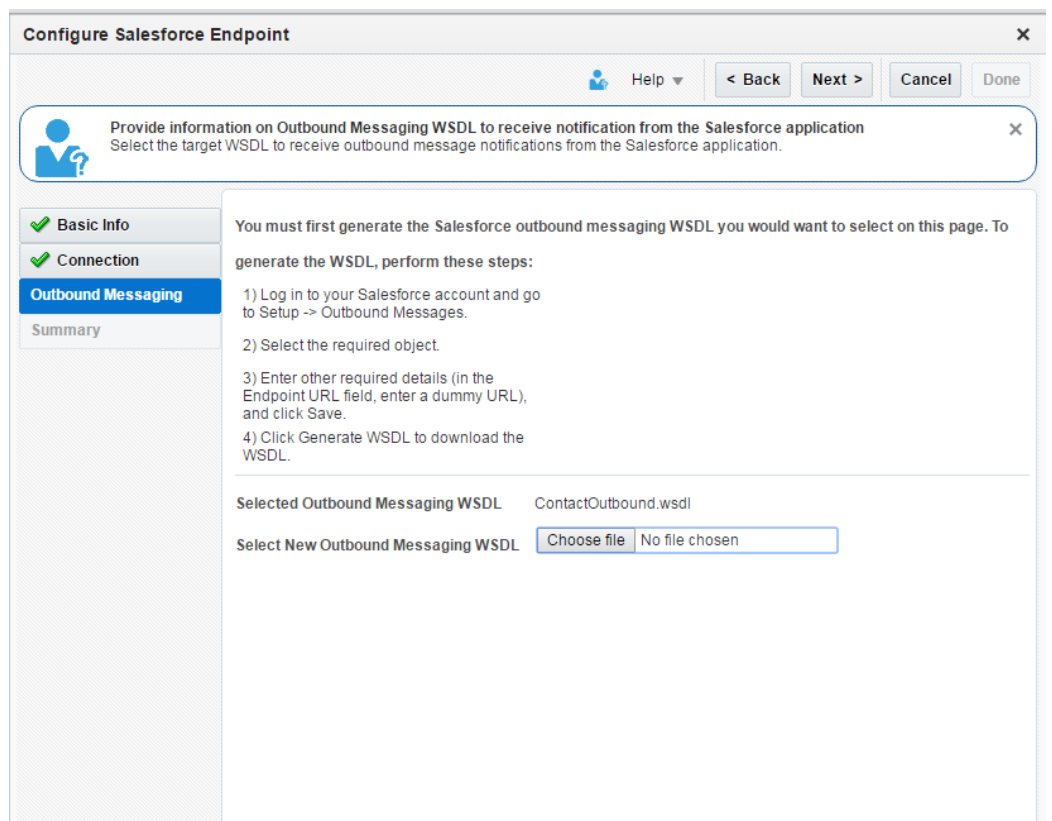 Configure Salesforce Endpoint
Help
< Back
Next >
Cancel
Done
Provide information on Outbound Messaging WSDL to receive notification from the Salesforce application
Select the target WSDL to receive outbound message notifications from the Salesforce application.
Basic Info
Connection
Outbound Messaging
Summary
You must first generate the Salesforce outbound messaging WSDL you would want to select on this page. To
generate the WSDL, perform these steps:
1) Log in to your Salesforce account and go
to Setup -> Outbound Messages.
2) Select the required object.
3) Enter other required details (in the
Endpoint URL field, enter a dummy URL),
and click Save.
4) Click Generate WSDL to download the
WSDL.
Selected Outbound Messaging WSDL ContactOutbound.wsdl
Select New Outbound Messaging WSDL Choose file No file chosen